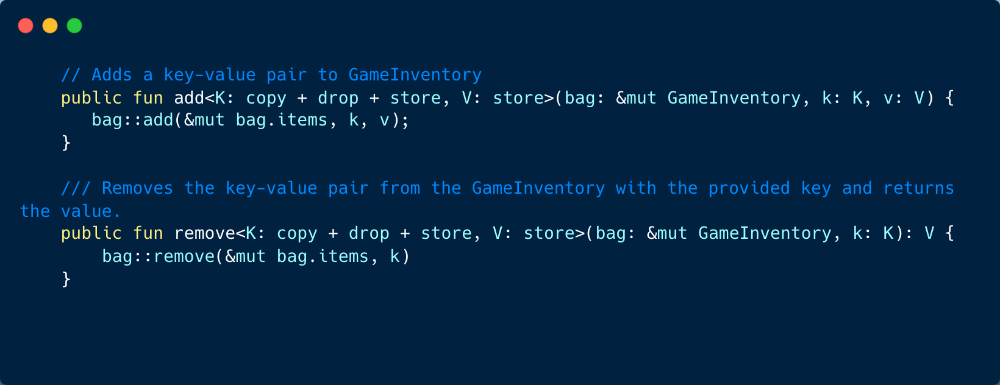 // Adds a key-value pair to GameInventory
public fun add<K: copy + drop + store, V: store>(bag: &mut GameInventory, k: K, v: V) {
bag::add(&mut bag.items, k, v);
}
/// Removes the key-value pair from the GameInventory with the provided key and returns
the value.
public fun remove<K: copy + drop + store, V: store>(bag: &mut GameInventory, k: K): V {
bag::remove(&mut bag.items, k)
}